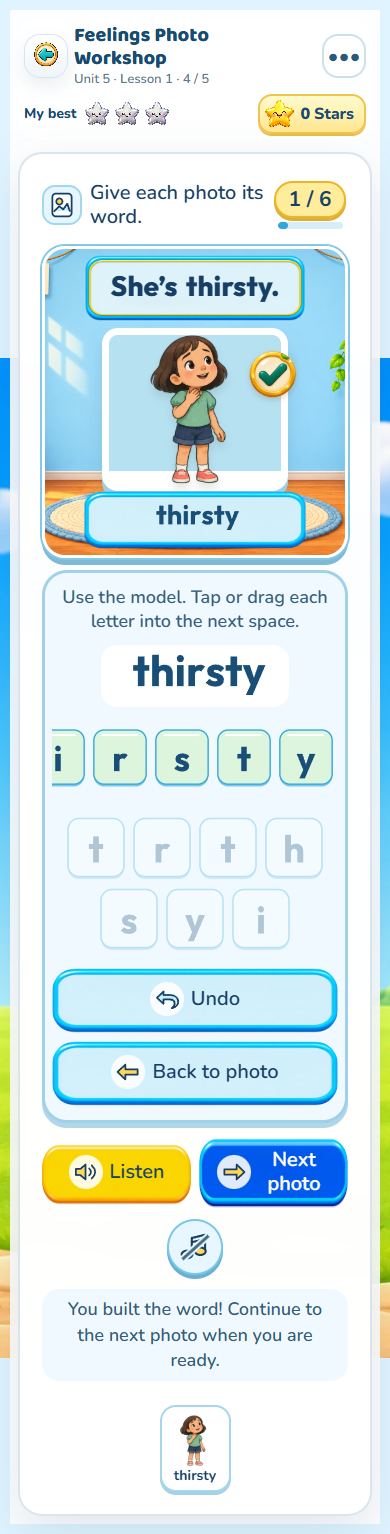 Feelings Photo
Workshop
Unit 5 · Lesson 1 · 4 / 5
My best
0 Stars
Give each photo its
word.
1 / 6
She's thirsty.
thirsty
Use the model. Tap or drag each
letter into the next space.
thirsty
i r s t y
t r t h
s y i
Undo
Back to photo
Listen
Next
photo
You built the word! Continue to
the next photo when you are
ready.
thirsty